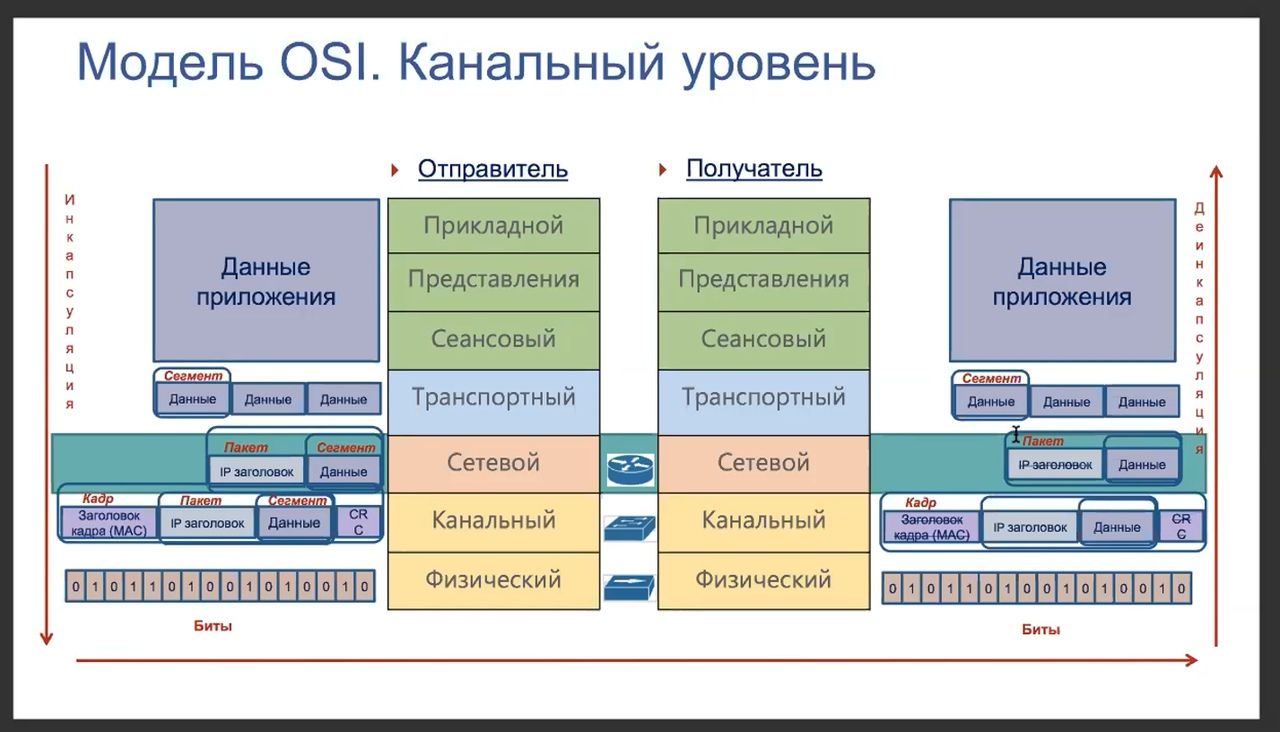 Модель OSI. Канальный уровень
Отправитель
Получатель
Инкапсуляция
Данные
приложения
Сегмент
Данные
Данные
Данные
Пакет
Сегмент
IP заголовок
Данные
Кадр
Пакет
Сегмент
Заголовок
кадра (MAC)
IP заголовок
Данные
CR
C
0 1 0 1 1 0 1 0 0 1 0 1 0 0 1 0
Биты
Прикладной
Представления
Сеансовый
Транспортный
Сетевой
Канальный
Физический
Прикладной
Представления
Сеансовый
Транспортный
Сетевой
Канальный
Физический
Данные
приложения
Сегмент
Данные
Данные
Данные
Пакет
IP заголовок
Данные
Кадр
Заголовок
кадра (MAC)
IP заголовок
Данные
CR
C
0 1 0 1 1 0 1 0 0 1 0 1 0 0 1 0
Биты
Деинкапсуляция